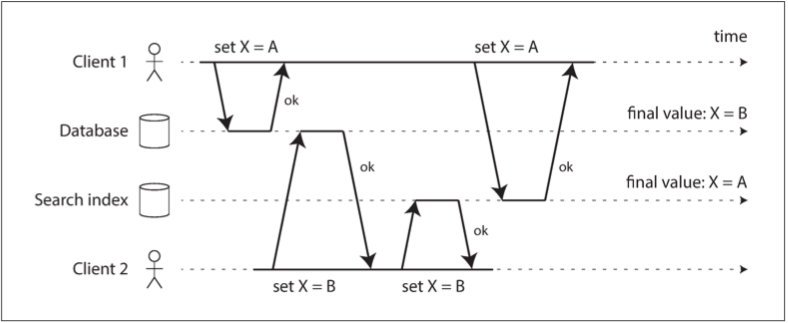 time
set X = A
set X = A
Client 1
ok
final value: X = B
Database
ok
ok
final value: X = A
Search index
ok
Client 2
set X = B
set X = B